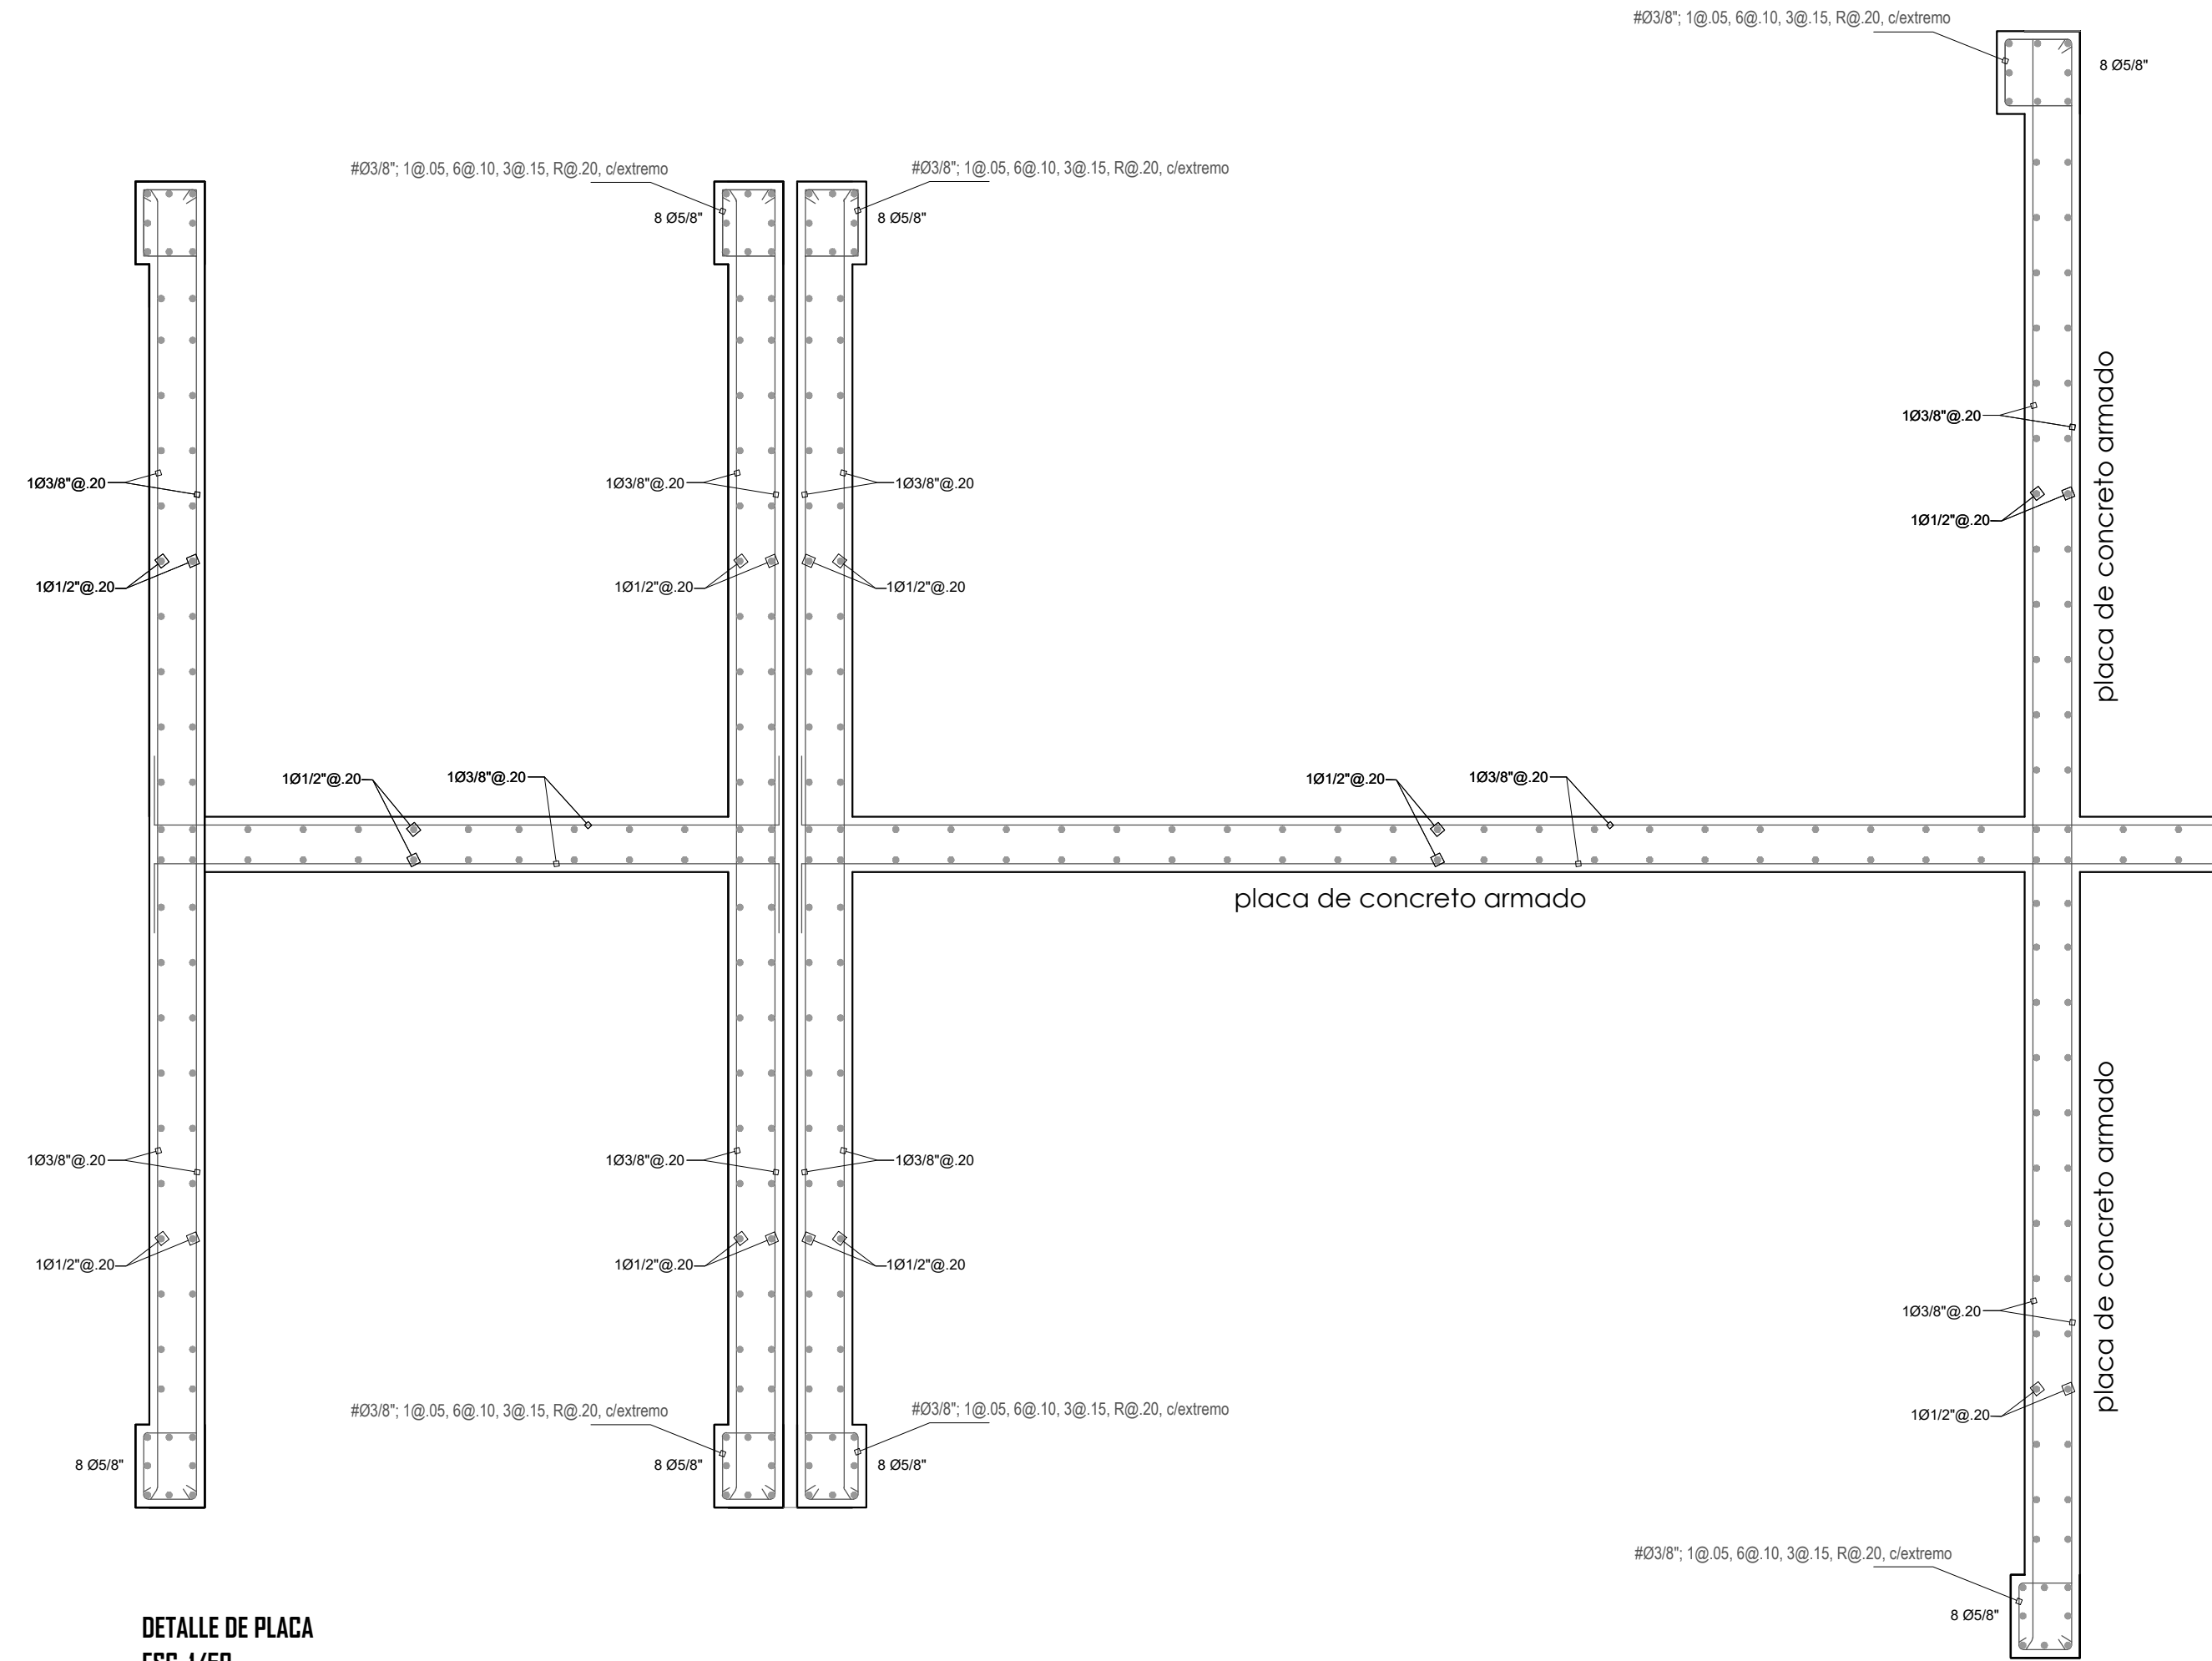 #Ø3/8"; 1@.05, 6@.10, 3@.15, R@.20, c/extremo
8 Ø5/8"
#Ø3/8"; 1@.05, 6@.10, 3@.15, R@.20, c/extremo
#Ø3/8"; 1@.05, 6@.10, 3@.15, R@.20, c/extremo
8 Ø5/8"
8 Ø5/8"
1Ø3/8"@.20
placa de concreto armado
1Ø3/8"@.20
1Ø3/8"@.20
1Ø3/8"@.20
1Ø1/2"@.20
1Ø1/2"@.20
1Ø1/2"@.20
1Ø1/2"@.20
1Ø1/2"@.20
1Ø3/8"@.20
1Ø1/2"@.20
1Ø3/8"@.20
placa de concreto armado
placa de concreto armado
1Ø3/8"@.20
1Ø3/8"@.20
1Ø3/8"@.20
1Ø1/2"@.20
1Ø1/2"@.20
1Ø1/2"@.20
1Ø3/8"@.20
#Ø3/8"; 1@.05, 6@.10, 3@.15, R@.20, c/extremo
#Ø3/8"; 1@.05, 6@.10, 3@.15, R@.20, c/extremo
1Ø1/2"@.20
8 Ø5/8"
8 Ø5/8"
8 Ø5/8"
#Ø3/8"; 1@.05, 6@.10, 3@.15, R@.20, c/extremo
8 Ø5/8"
DETALLE DE PLACA
ESC. 1/50